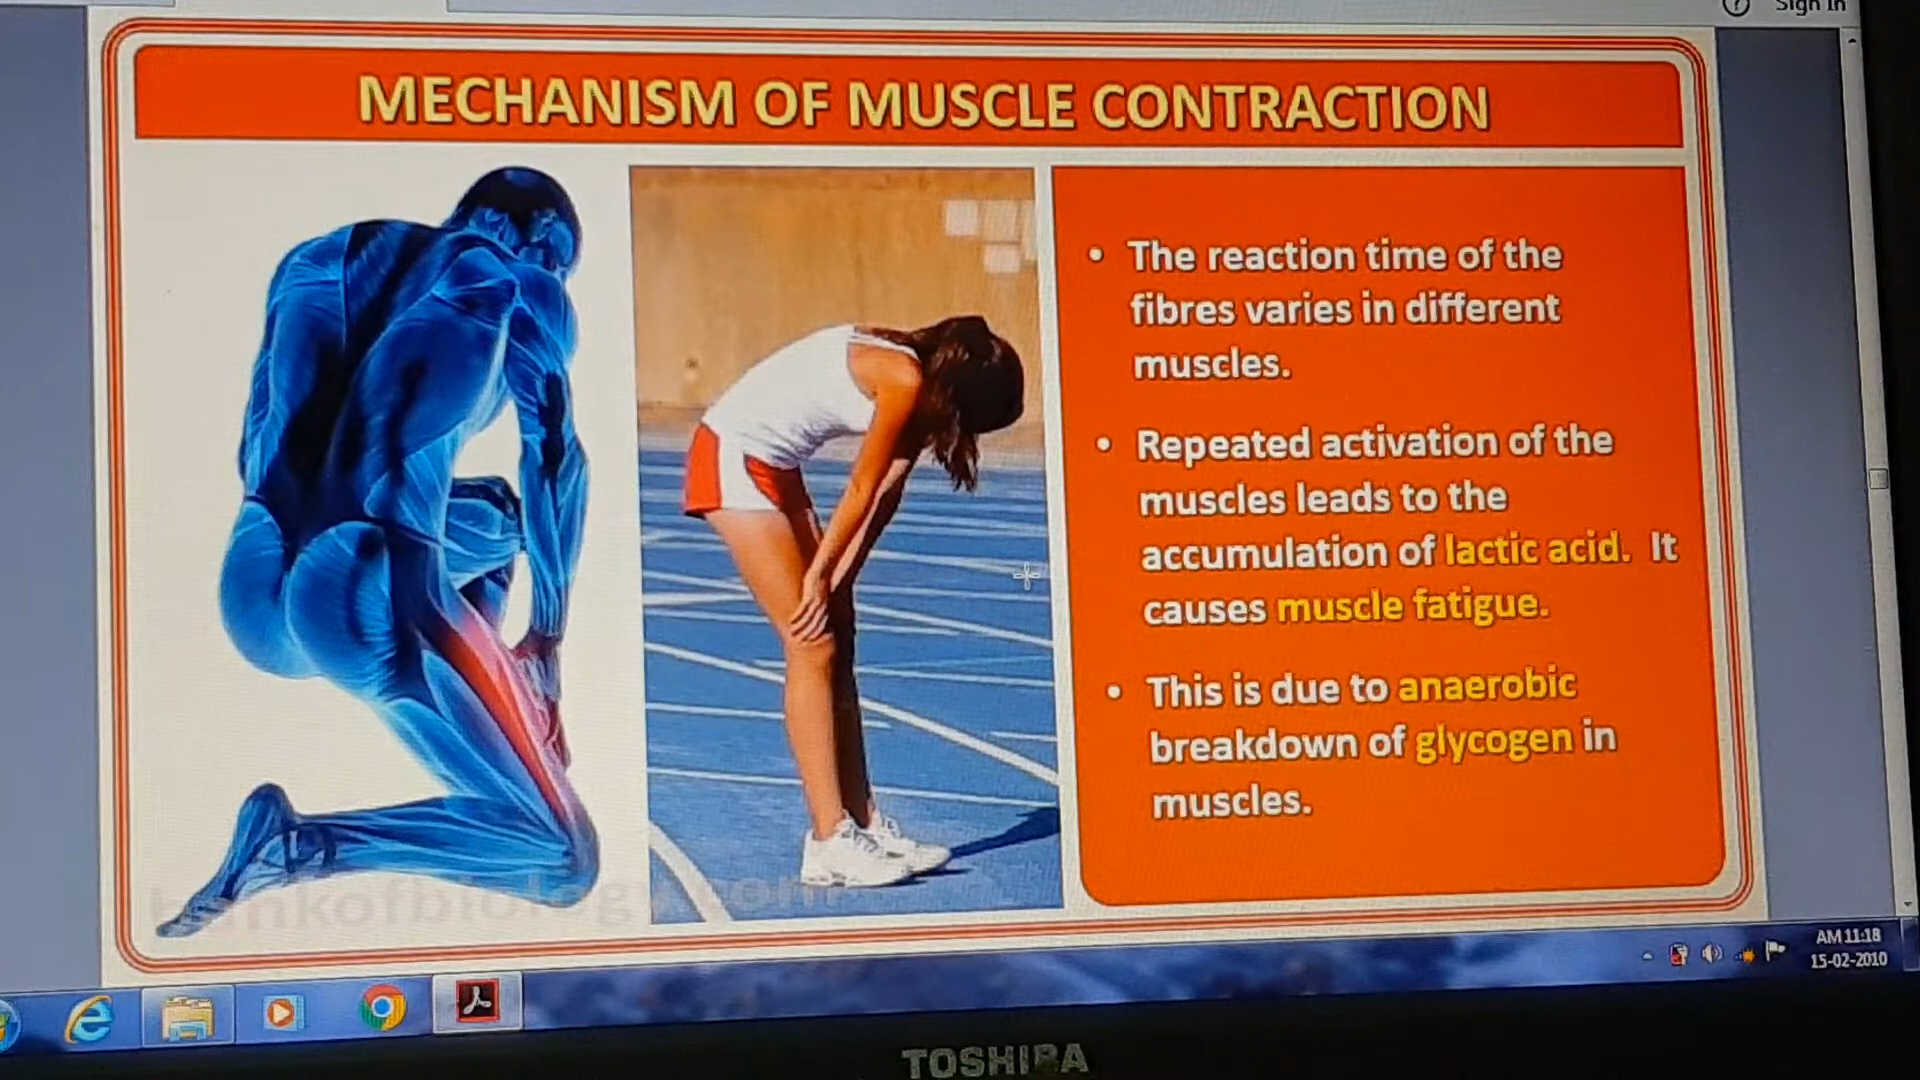 Sign In
MECHANISM OF MUSCLE CONTRACTION
• The reaction time of the
fibres varies in different
muscles.
• Repeated activation of the
muscles leads to the
accumulation of lactic acid. It
causes muscle fatigue.
• This is due to anaerobic
breakdown of glycogen in
muscles.
bankofbiology.com
AM 11:18
15-02-2010
TOSHIBA